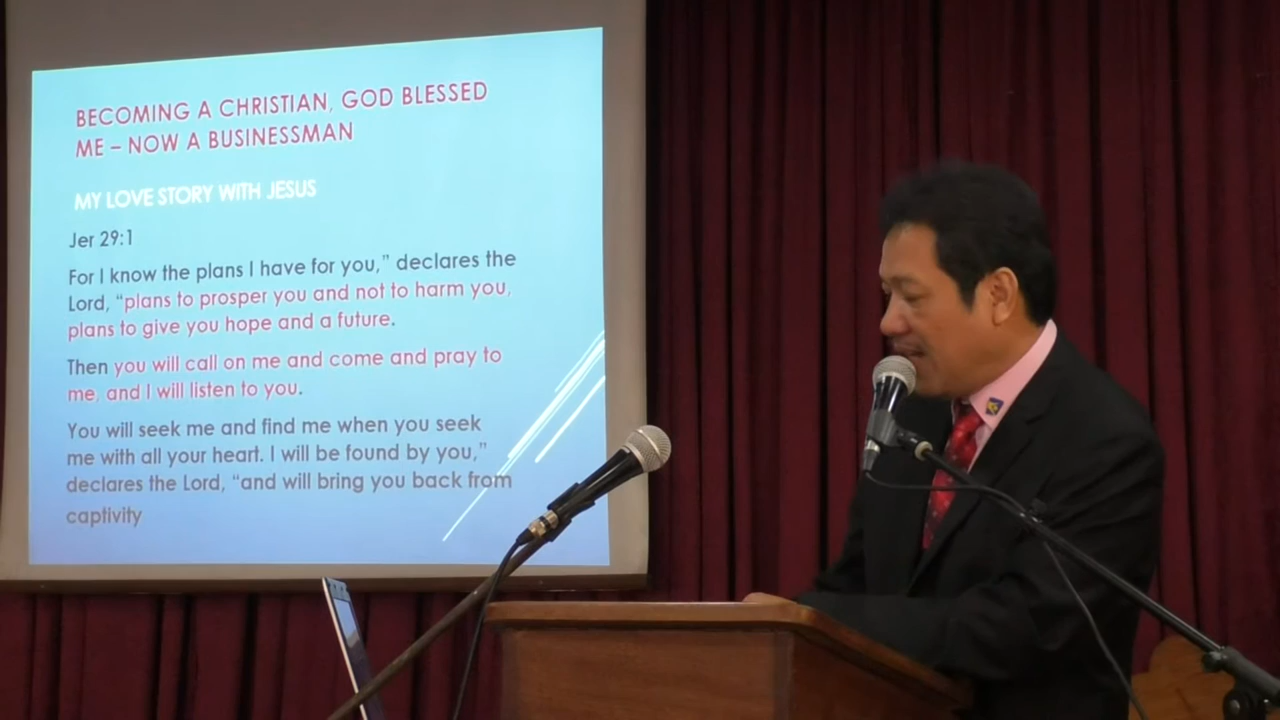 BECOMING A CHRISTIAN, GOD BLESSED
ME – NOW A BUSINESSMAN
MY LOVE STORY WITH JESUS
Jer 29:1
For I know the plans I have for you,” declares the
Lord, “plans to prosper you and not to harm you,
plans to give you hope and a future.
Then you will call on me and come and pray to
me, and I will listen to you.
You will seek me and find me when you seek
me with all your heart. I will be found by you,”
declares the Lord, “and will bring you back from
captivity